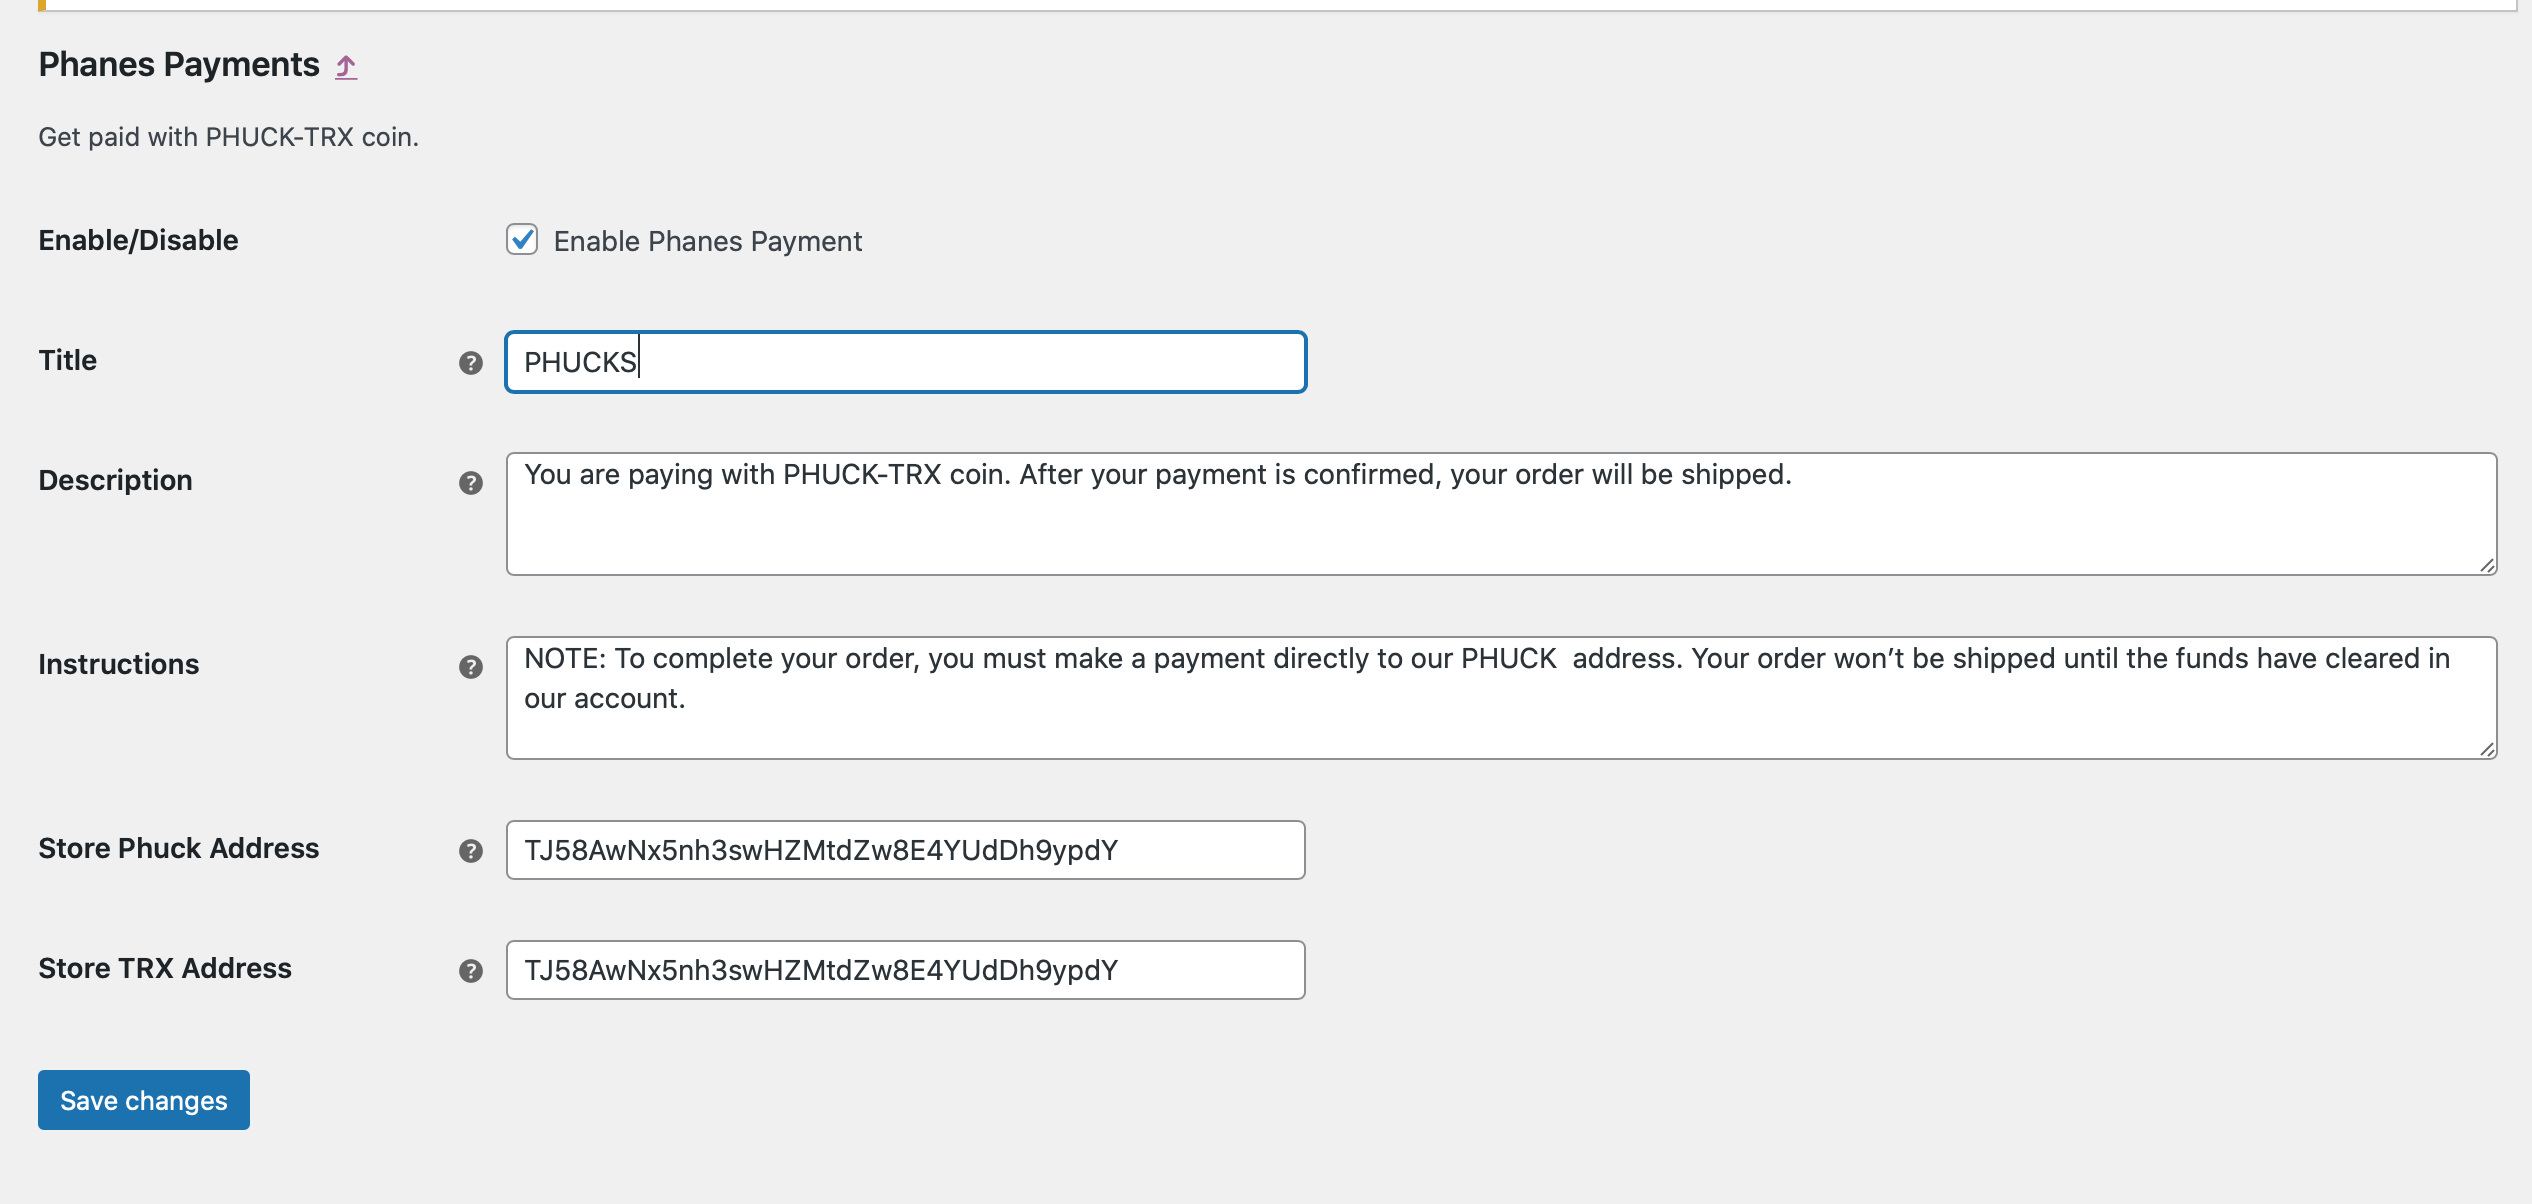 Phanes Payments
Get paid with PHUCK-TRX coin.
Enable/Disable
Enable Phanes Payment
Title
PHUCKS
Description
You are paying with PHUCK-TRX coin. After your payment is confirmed, your order will be shipped.
Instructions
NOTE: To complete your order, you must make a payment directly to our PHUCK  address. Your order won’t be shipped until the funds have cleared in
our account.
Store Phuck Address
TJ58AwNx5nh3swHZMtdZw8E4YUdDh9ypdY
Store TRX Address
TJ58AwNx5nh3swHZMtdZw8E4YUdDh9ypdY
Save changes